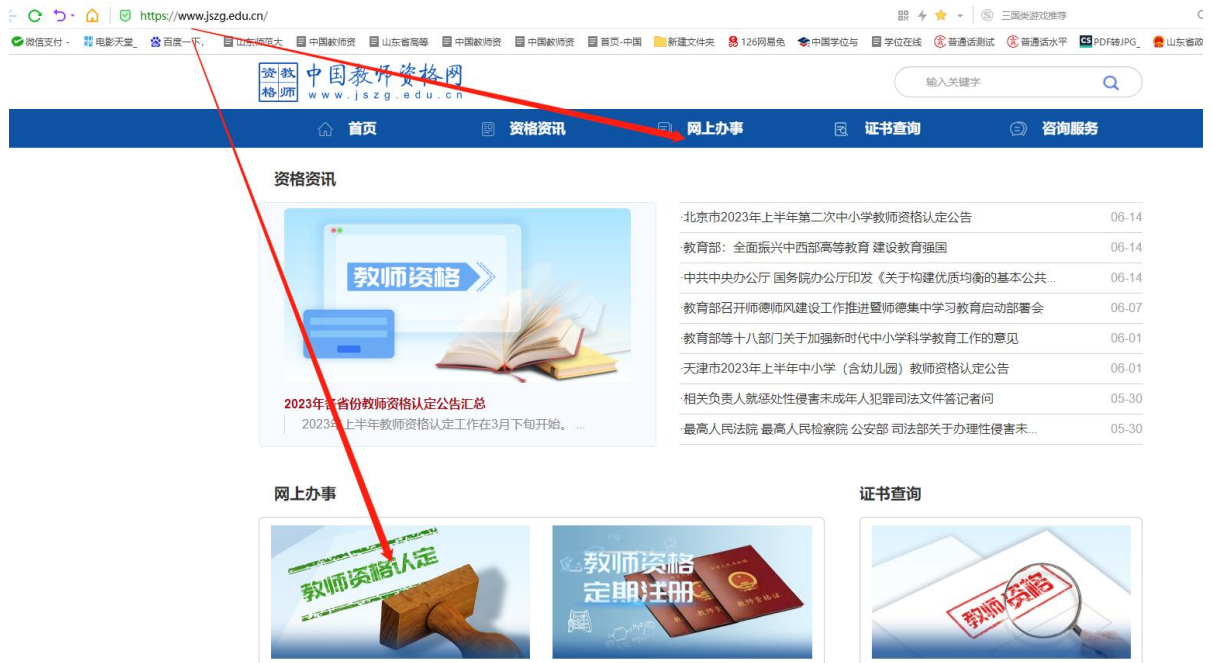 https://www.jszg.edu.cn/
三国类游戏推荐
微信支付 - 电影天堂_ 百度一下, 山东师范大 中国教师资 山东省高等 中国教师资 中国教师资 首页-中国 新建文件夹 126网易免 中国学位与 学位在线 普通话测试 普通话水平 PDF转JPG_ 山东省政
资教
格师
中国教师资格网
www.jszg.edu.cn
输入关键字
首页 资格资讯 网上办事 证书查询 咨询服务
资格资讯
教师资格
2023年各省份教师资格认定公告汇总
2023年上半年教师资格认定工作在3月下旬开始。 ...
·北京市2023年上半年第二次中小学教师资格认定公告 06-14
·教育部：全面振兴中西部高等教育 建设教育强国 06-14
·中共中央办公厅 国务院办公厅印发《关于构建优质均衡的基本公共... 06-14
·教育部召开师德师风建设工作推进暨师德集中学习教育启动部署会 06-07
·教育部等十八部门关于加强新时代中小学科学教育工作的意见 06-01
·天津市2023年上半年中小学（含幼儿园）教师资格认定公告 06-01
·相关负责人就惩处性侵害未成年人犯罪司法文件答记者问 05-30
·最高人民法院 最高人民检察院 公安部 司法部关于办理性侵害未... 05-30
网上办事
教师资格认定
教师资格
定期注册
教师资格证
证书查询
教师资格